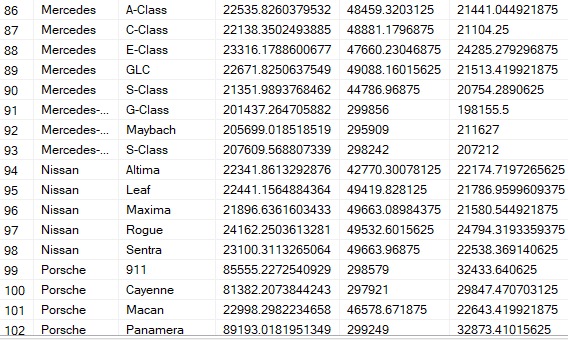 86 Mercedes A-Class 22535.8260379532 48459.3203125 21441.044921875
87 Mercedes C-Class 22138.3502493885 48881.1796875 21104.25
88 Mercedes E-Class 23316.1788600677 47660.23046875 24285.279296875
89 Mercedes GLC 22671.8250637549 49088.16015625 21513.419921875
90 Mercedes S-Class 21351.9893768462 44786.96875 20754.2890625
91 Mercedes-... G-Class 201437.264705882 299856 198155.5
92 Mercedes-... Maybach 205699.018518519 295909 211627
93 Mercedes-... S-Class 207609.568807339 298242 207212
94 Nissan Altima 22341.8613292876 42770.30078125 22174.7197265625
95 Nissan Leaf 22441.1564884364 49419.828125 21786.9599609375
96 Nissan Maxima 21896.6361603433 49663.08984375 21580.544921875
97 Nissan Rogue 24162.2503613281 49532.6015625 24794.3193359375
98 Nissan Sentra 23100.3113265064 49663.96875 22538.369140625
99 Porsche 911 85555.2272540929 298579 32433.640625
100 Porsche Cayenne 81382.2073844243 297921 29847.470703125
101 Porsche Macan 22998.2982234658 46578.671875 22643.419921875
102 Porsche Panamera 89193.0181951349 299249 32873.41015625